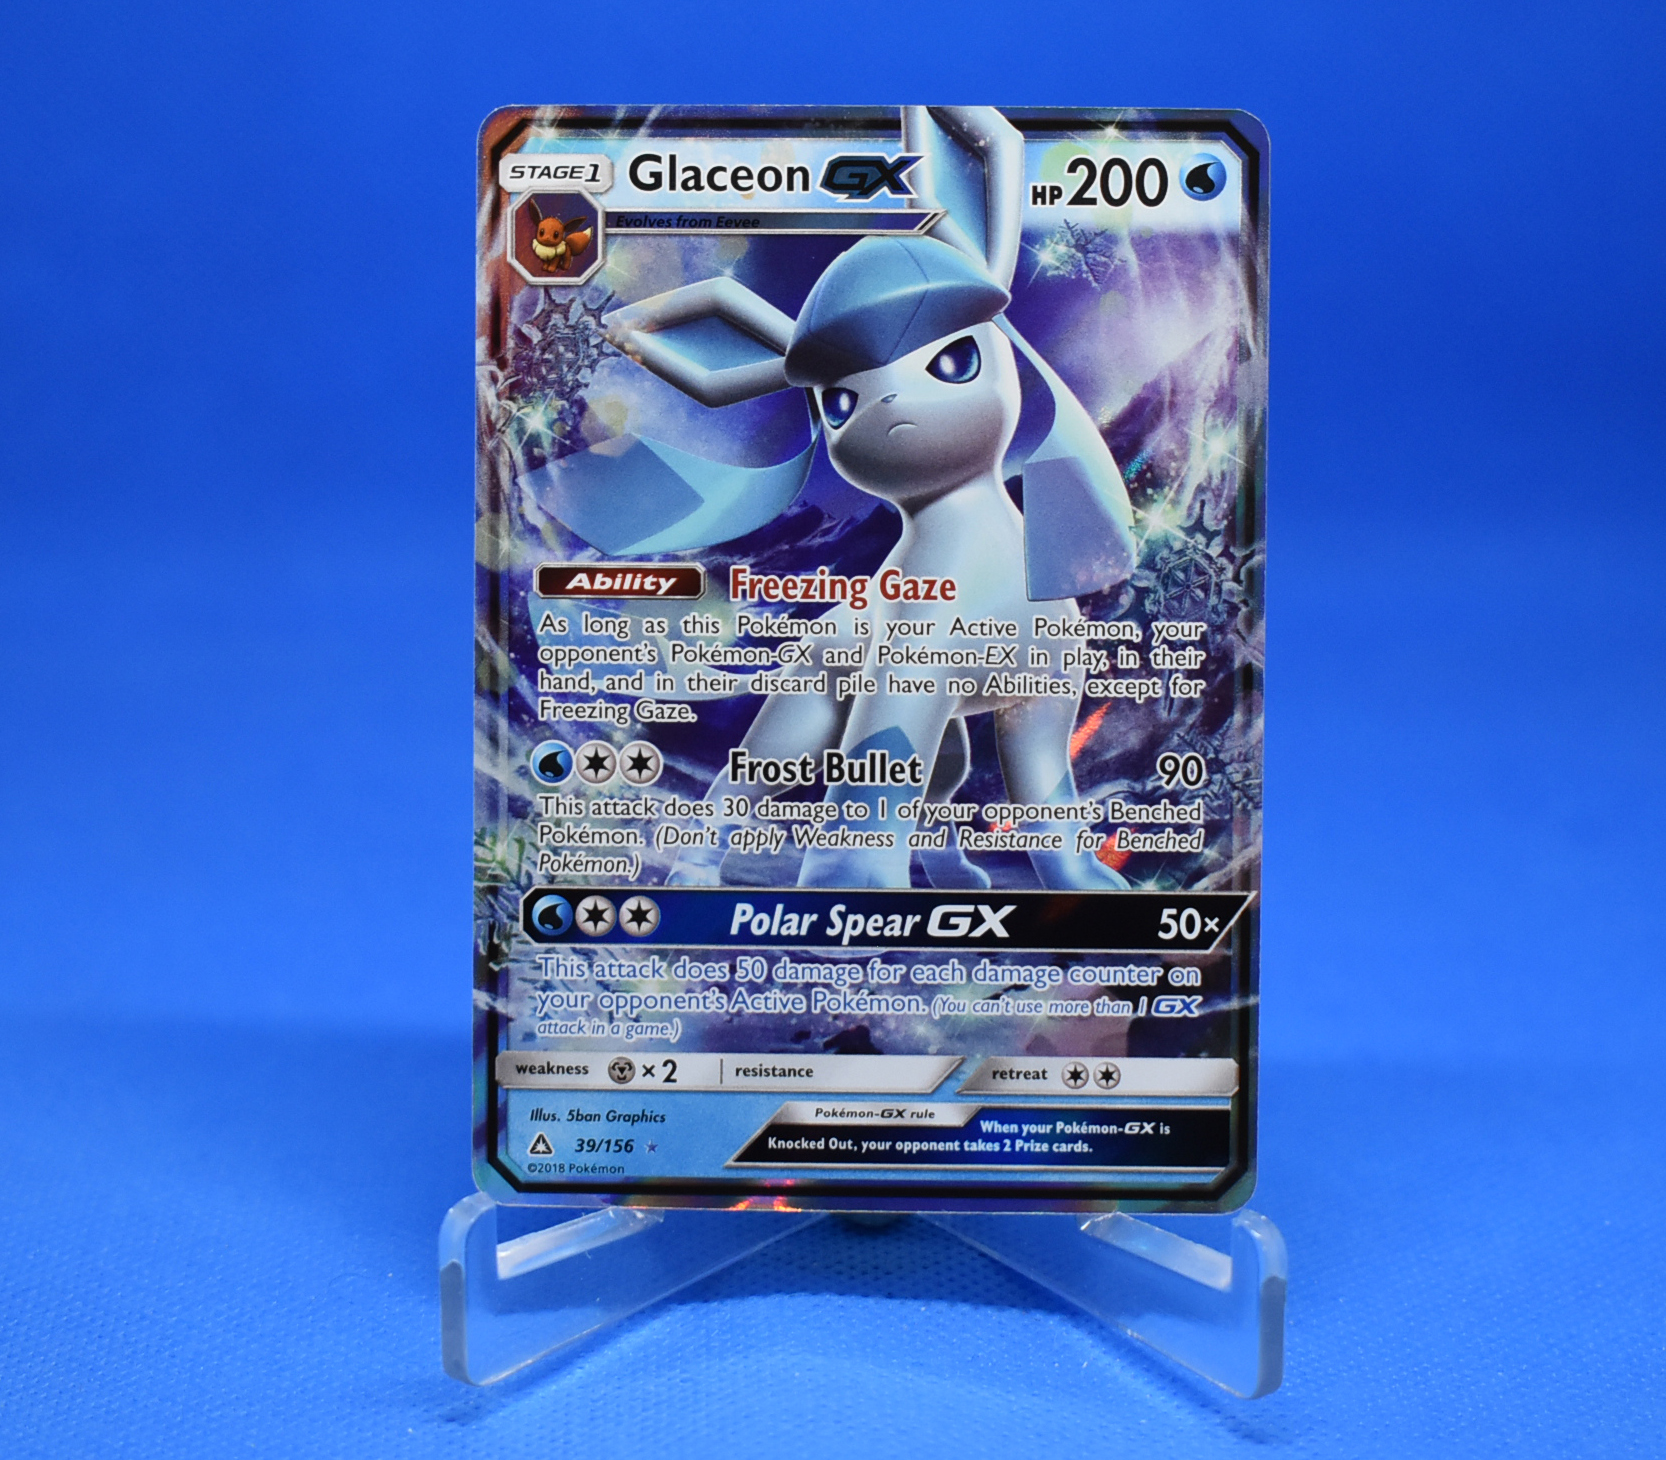 STAGE1 Glaceon GX HP200
Evolves from Eevee
Ability Freezing Gaze
As long as this Pokémon is your Active Pokémon, your
opponent's Pokémon-GX and Pokémon-EX in play, in their
hand, and in their discard pile have no Abilities, except for
Freezing Gaze.
Frost Bullet 90
This attack does 30 damage to 1 of your opponent's Benched
Pokémon. (Don't apply Weakness and Resistance for Benched
Pokémon.)
Polar Spear GX 50×
This attack does 50 damage for each damage counter on
your opponent's Active Pokémon. (You can't use more than 1 GX
attack in a game.)
weakness ×2 resistance retreat
Illus. 5ban Graphics
39/156
©2018 Pokémon
Pokémon-GX rule
When your Pokémon-GX is
Knocked Out, your opponent takes 2 Prize cards.